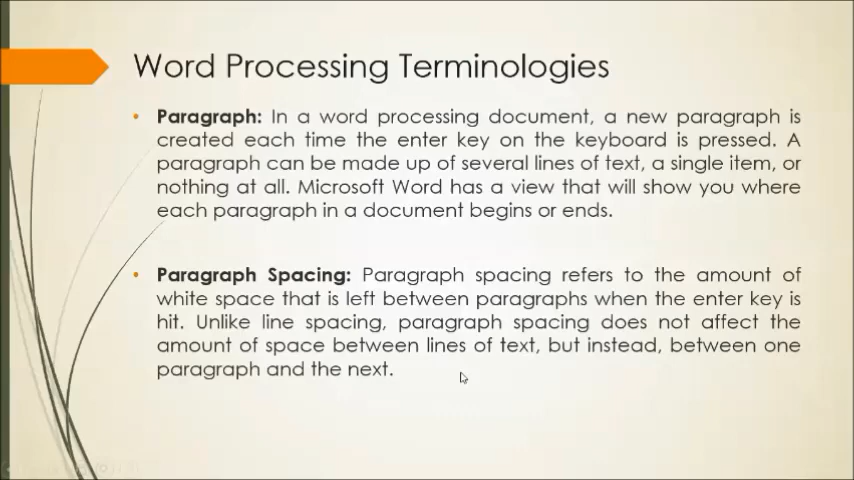 Word Processing Terminologies
• Paragraph: In a word processing document, a new paragraph is
created each time the enter key on the keyboard is pressed. A
paragraph can be made up of several lines of text, a single item, or
nothing at all. Microsoft Word has a view that will show you where
each paragraph in a document begins or ends.
• Paragraph Spacing: Paragraph spacing refers to the amount of
white space that is left between paragraphs when the enter key is
hit. Unlike line spacing, paragraph spacing does not affect the
amount of space between lines of text, but instead, between one
paragraph and the next.